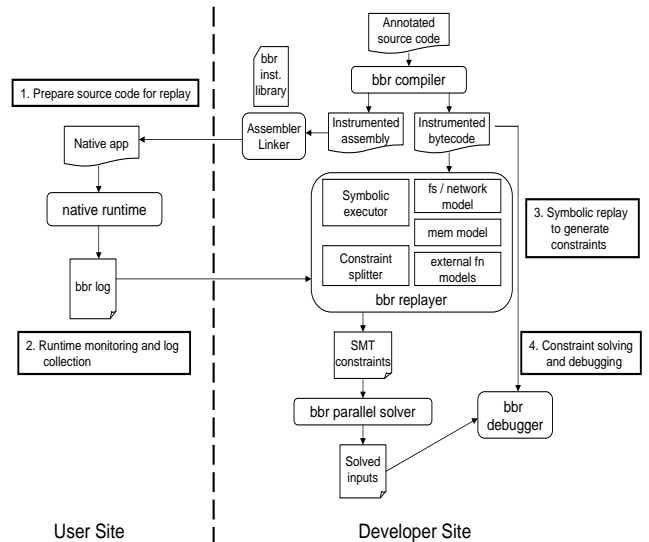 Annotated
source code
bbr
inst.
library
bbr compiler
1. Prepare source code for replay
Native app
Assembler
Linker
Instrumented
assembly
Instrumented
bytecode
native runtime
Symbolic
executor
fs / network
model
mem model
Constraint
splitter
external fn
models
bbr replayer
3. Symbolic replay
to generate
constraints
bbr log
2. Runtime monitoring and log
collection
SMT
constraints
4. Constraint solving
and debugging
bbr parallel solver
bbr
debugger
Solved
inputs
User Site
Developer Site